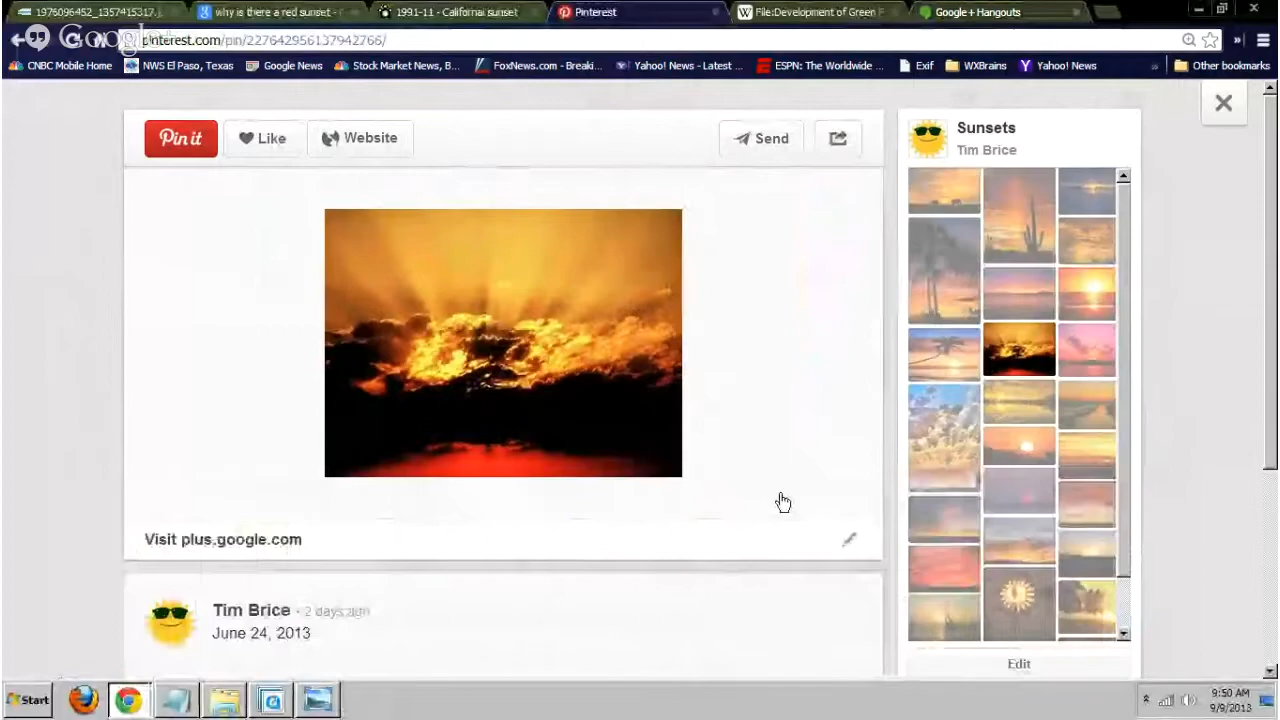 1976096452_1357415317.
why is there a red sunset -
1991-11 - Californai sunset
Pinterest
File:Development of Green F
Google+ Hangouts
Google+
pinterest.com/pin/227642956137942766/
CNBC Mobile Home
NWS El Paso, Texas
Google News
Stock Market News, B...
FoxNews.com - Breaki...
Yahoo! News - Latest ...
ESPN: The Worldwide ...
Exif
WXBrains
Yahoo! News
»
Other bookmarks
Pin it
Like
Website
Send
Sunsets
Tim Brice
Visit plus.google.com
Tim Brice · 2 days ago
June 24, 2013
Edit
Start
9:50 AM
9/9/2013